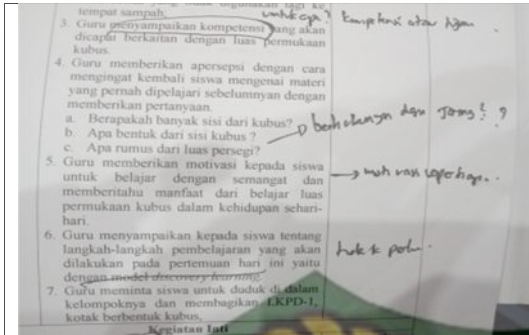 tempat sampah;
untuk apa? Kompetensi atau tujuan.
3. Guru menyampaikan kompetensi yang akan
dicapai berkaitan dengan luas permukaan
kubus.
4. Guru memberikan apersepsi dengan cara
mengingat kembali siswa mengenai materi
yang pernah dipelajari sebelumnyan dengan
memberikan pertanyaan.
a. Berapakah banyak sisi dari kubus?
b. Apa bentuk dari sisi kubus ?
c. Apa rumus dari luas persegi?
5. Guru memberikan motivasi kepada siswa
untuk belajar dengan semangat dan
memberitahu manfaat dari belajar luas
permukaan kubus dalam kehidupan sehari-
hari.
6. Guru menyampaikan kepada siswa tentang
langkah-langkah pembelajaran yang akan
dilakukan pada pertemuan hari ini yaitu
dengan model discovery learning.
7. Guru meminta siswa untuk duduk di dalam
kelompoknya dan membagikan LKPD-1,
kotak berbentuk kubus,
Kegiatan Inti